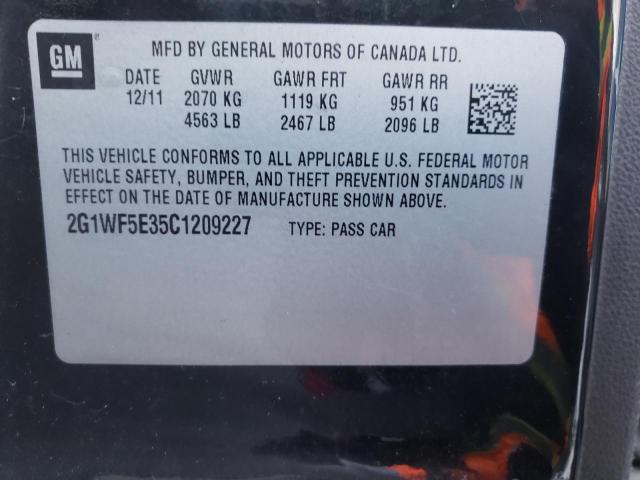 GM
MFD BY GENERAL MOTORS OF CANADA LTD.
DATE GVWR GAWR FRT GAWR RR
12/11 2070 KG 1119 KG 951 KG
4563 LB 2467 LB 2096 LB
THIS VEHICLE CONFORMS TO ALL APPLICABLE U.S. FEDERAL MOTOR
VEHICLE SAFETY, BUMPER, AND THEFT PREVENTION STANDARDS IN
EFFECT ON THE DATE OF MANUFACTURE SHOWN ABOVE.
2G1WF5E35C1209227 TYPE: PASS CAR